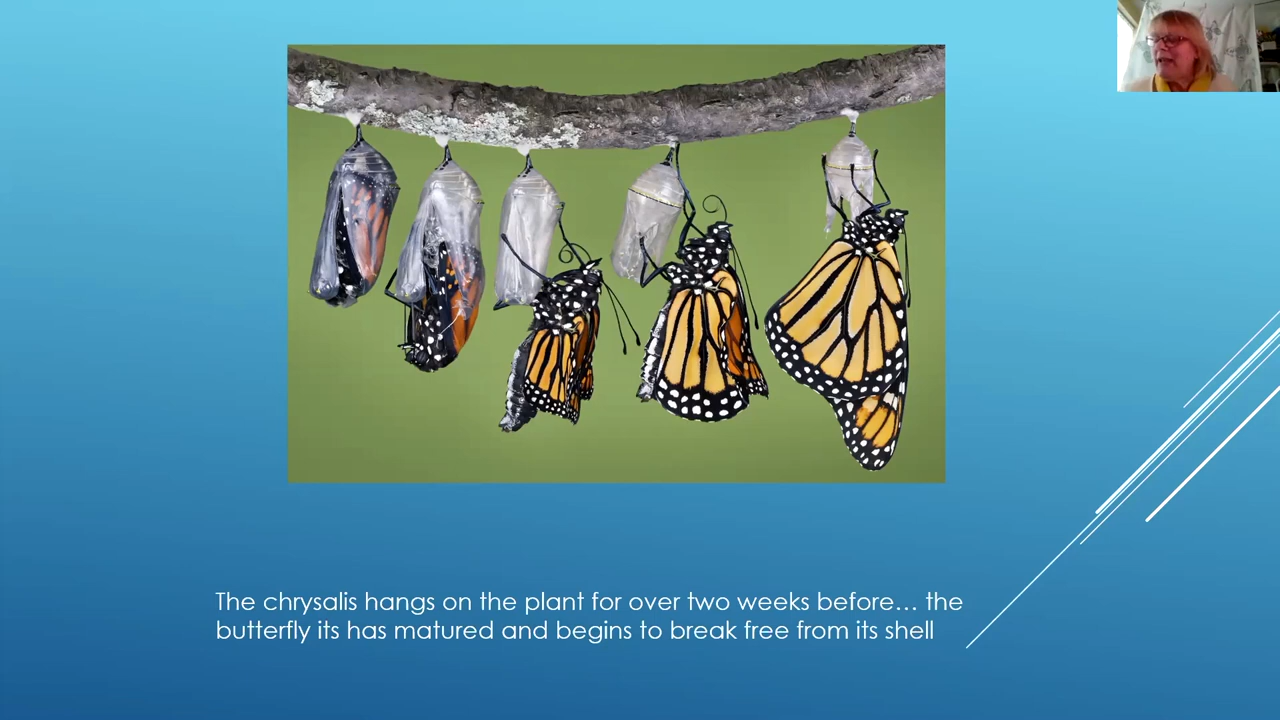 The chrysalis hangs on the plant for over two weeks before... the
butterfly its has matured and begins to break free from its shell